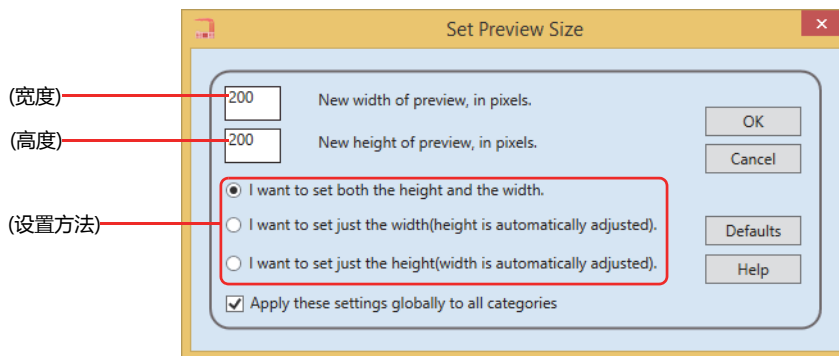 Set Preview Size
(宽度)
200
New width of preview, in pixels.
(高度)
200
New height of preview, in pixels.
OK
Cancel
(设置方法)
I want to set both the height and the width.
I want to set just the width(height is automatically adjusted).
I want to set just the height(width is automatically adjusted).
Defaults
Help
Apply these settings globally to all categories